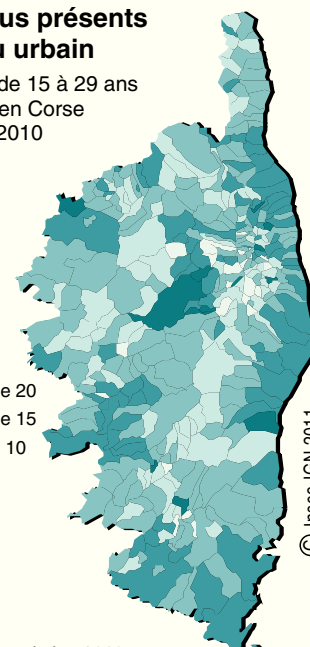 us présents
u urbain
de 15 à 29 ans
en Corse
2010
e 20
e 15
10
© Insee-IGN 2011